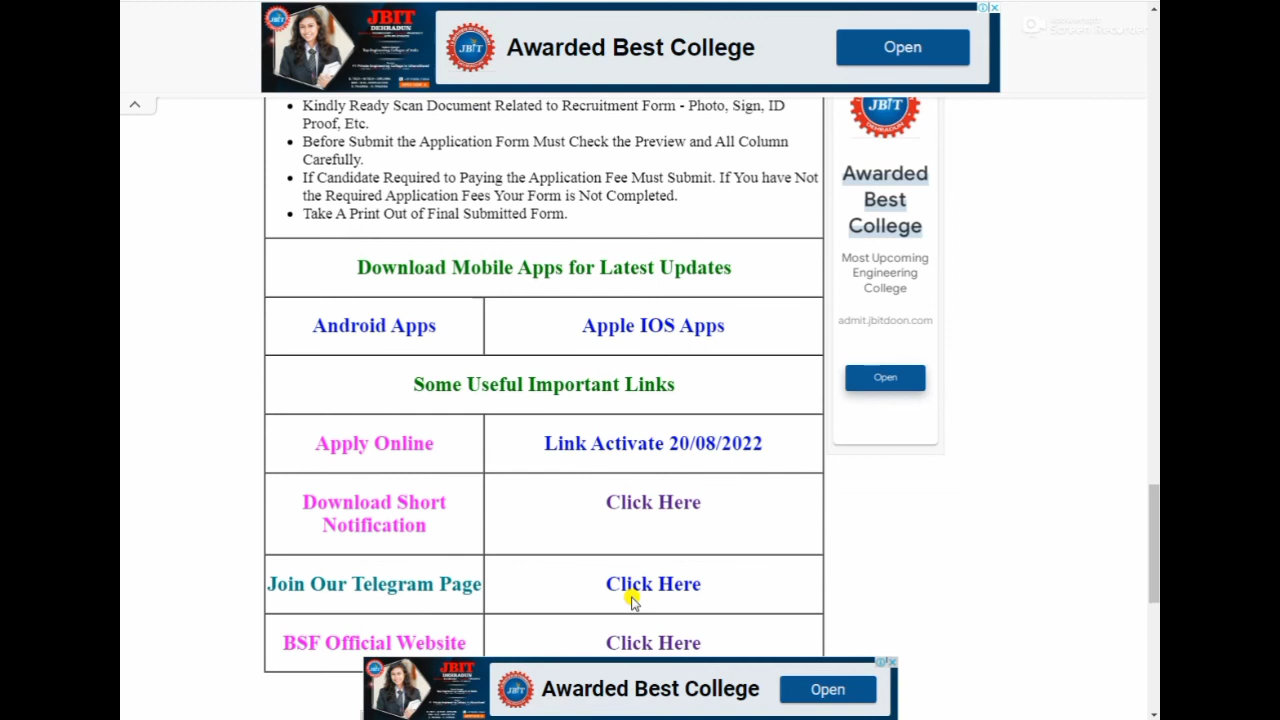 JBIT
DEHRADUN
JBIT
Awarded Best College
Open
Kindly Ready Scan Document Related to Recruitment Form - Photo, Sign, ID
Proof, Etc.
Before Submit the Application Form Must Check the Preview and All Column
Carefully.
If Candidate Required to Paying the Application Fee Must Submit. If You have Not
the Required Application Fees Your Form is Not Completed.
Take A Print Out of Final Submitted Form.
JBIT
DEHRADUN
Awarded
Best
College
Most Upcoming
Engineering
College
admit.jbitdoon.com
Open
Download Mobile Apps for Latest Updates
Android Apps
Apple IOS Apps
Some Useful Important Links
Apply Online
Link Activate 20/08/2022
Download Short
Notification
Click Here
Join Our Telegram Page
Click Here
BSF Official Website
Click Here
JBIT
DEHRADUN
JBIT
Awarded Best College
Open